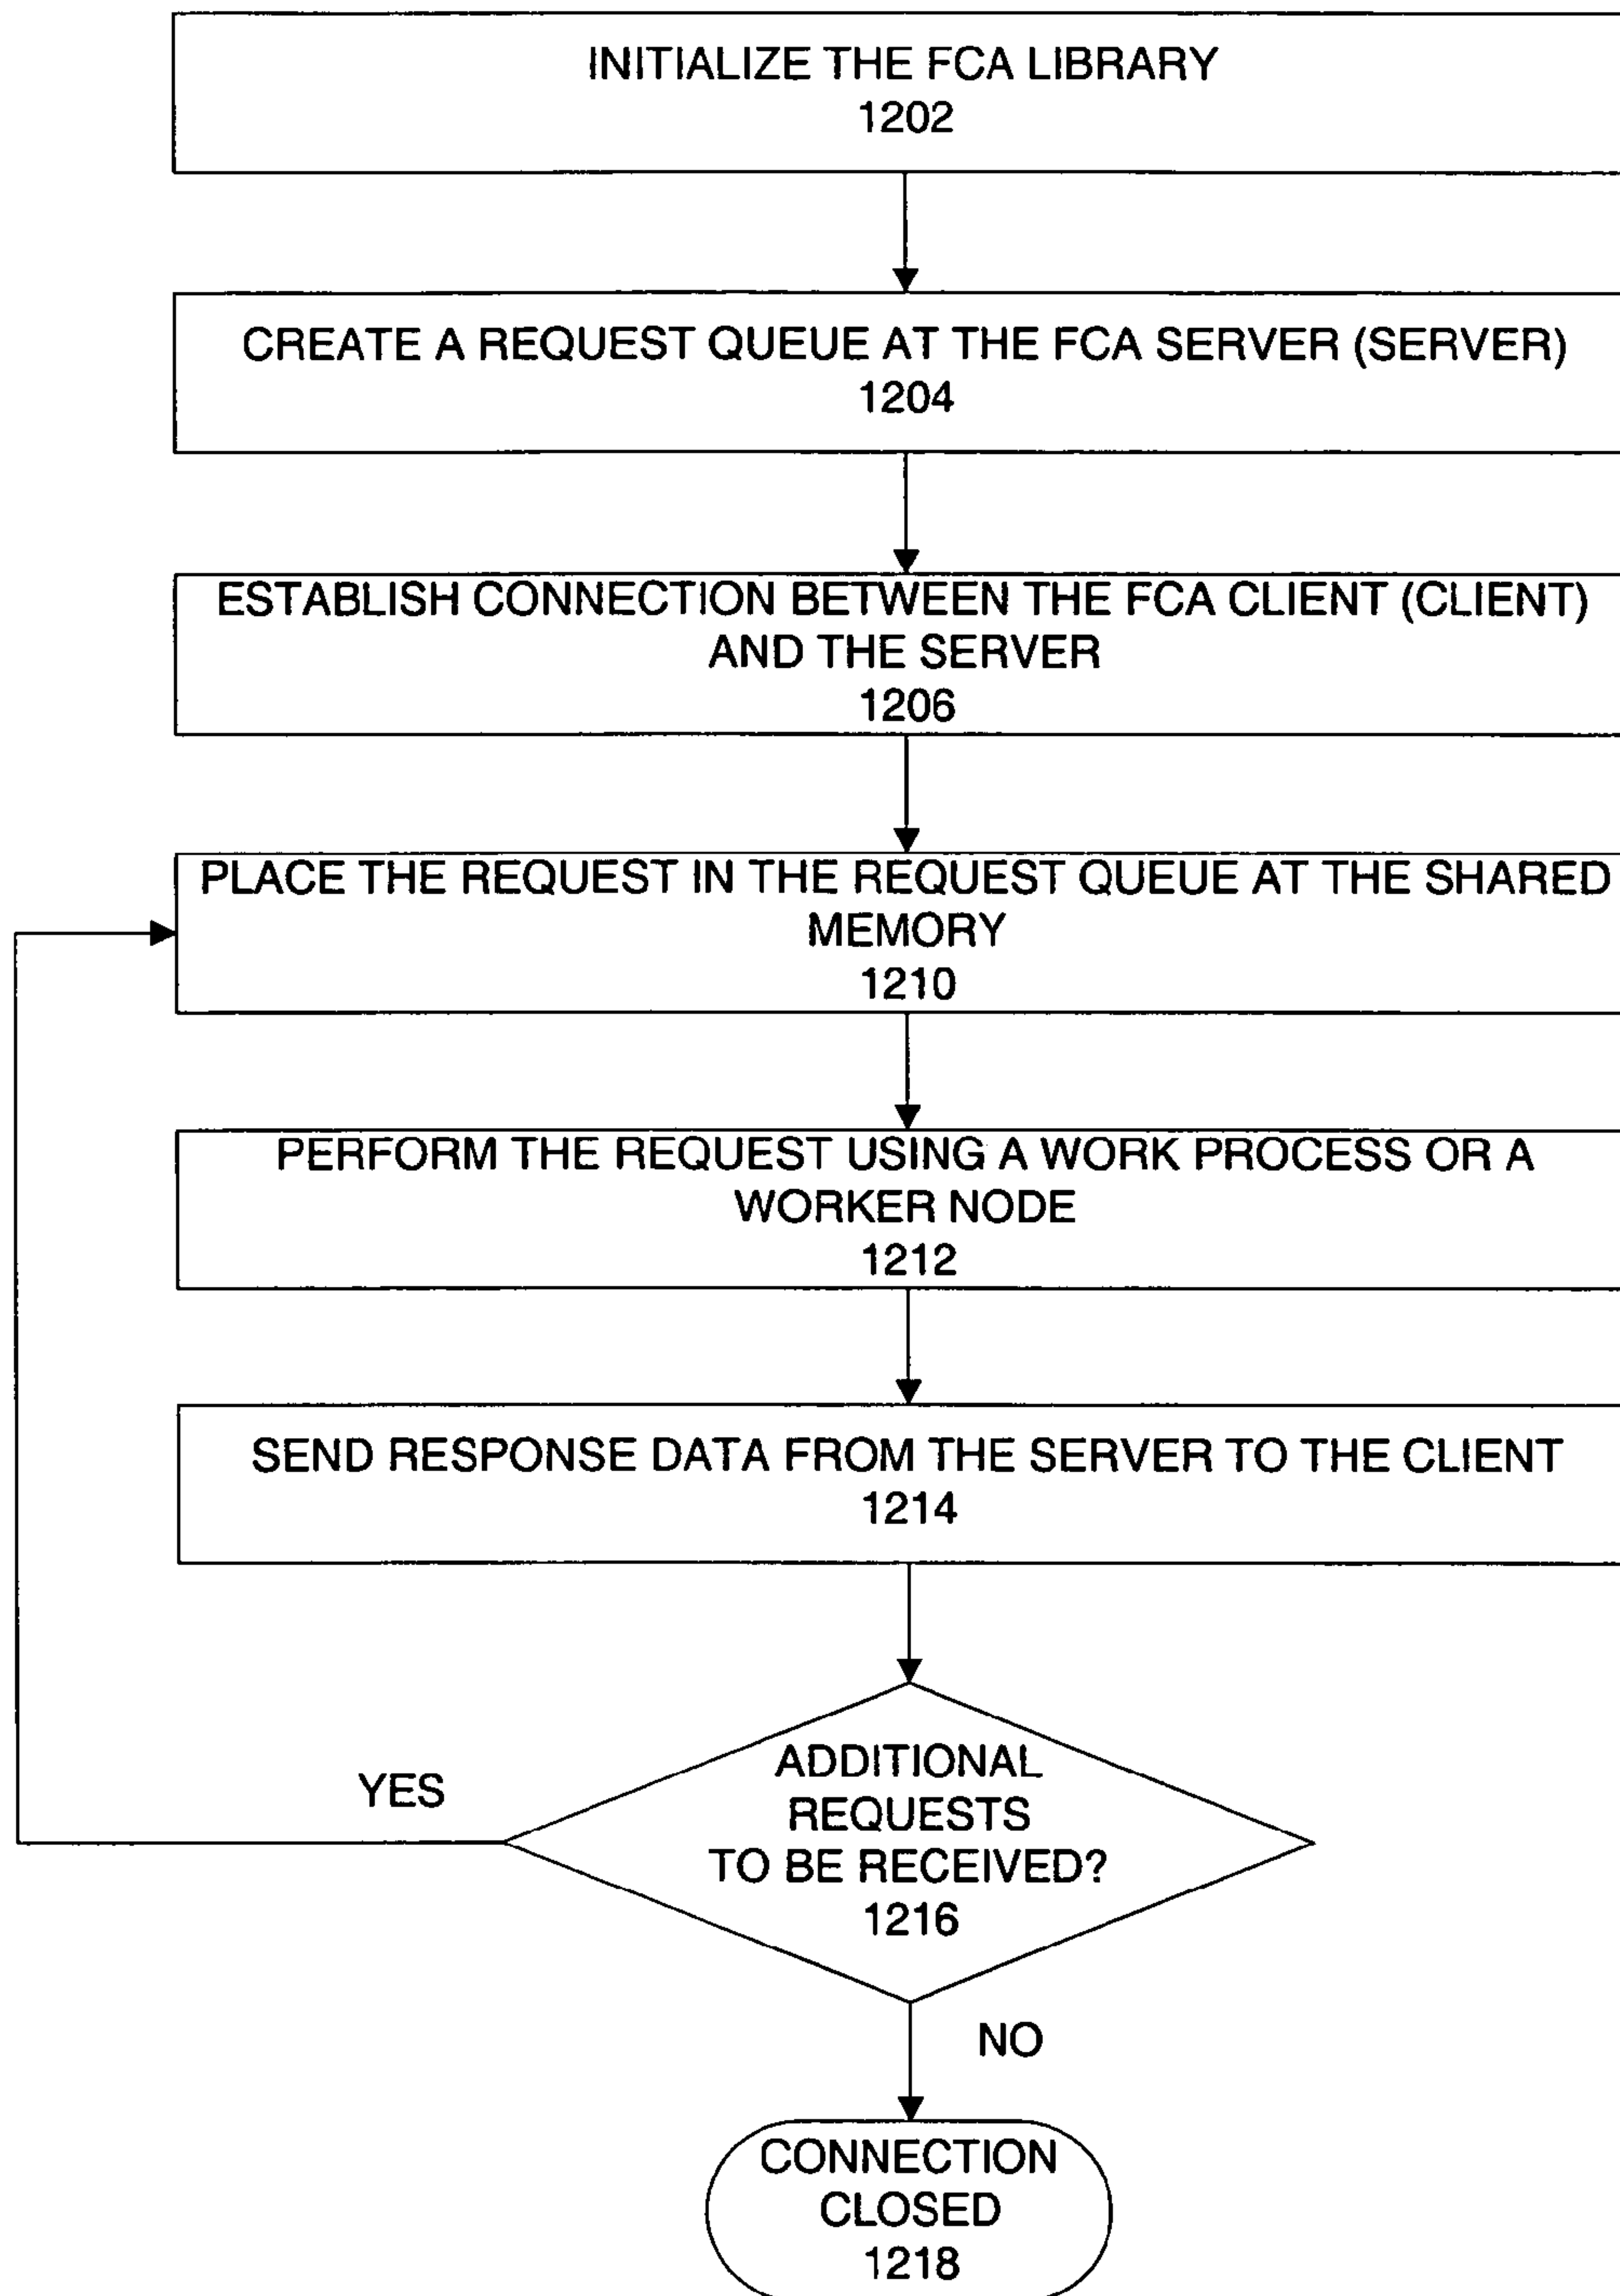 INITIALIZE THE FCA LIBRARY
1202
CREATE A REQUEST QUEUE AT THE FCA SERVER (SERVER)
1204
ESTABLISH CONNECTION BETWEEN THE FCA CLIENT (CLIENT)
AND THE SERVER
1206
PLACE THE REQUEST IN THE REQUEST QUEUE AT THE SHARED
MEMORY
1210
PERFORM THE REQUEST USING A WORK PROCESS OR A
WORKER NODE
1212
SEND RESPONSE DATA FROM THE SERVER TO THE CLIENT
1214
YES
ADDITIONAL
REQUESTS
TO BE RECEIVED?
1216
NO
CONNECTION
CLOSED
1218